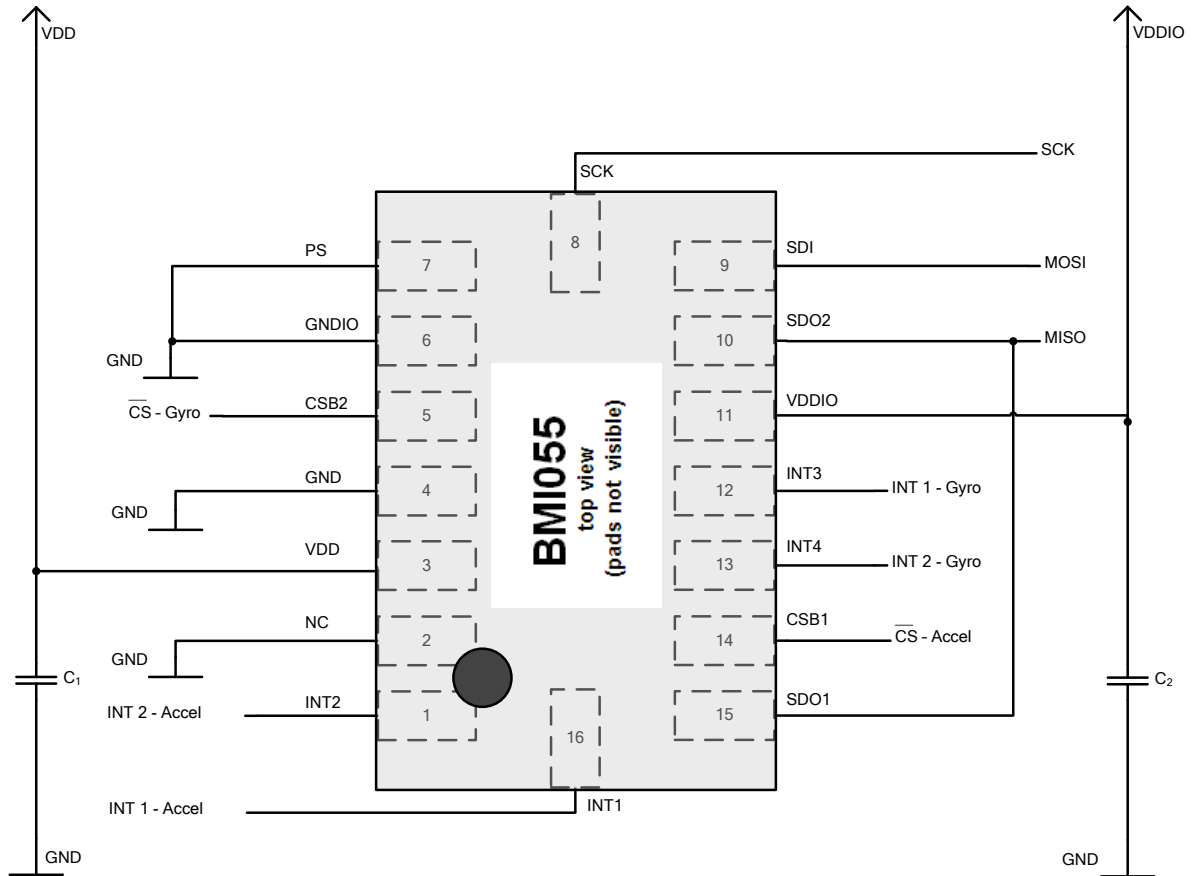 VDD
VDDIO
SCK
SCK
PS
7
8
9
SDI
MOSI
GNDIO
6
10
SDO2
MISO
GND
CS - Gyro
CSB2
5
11
VDDIO
GND
GND
4
12
INT3
INT 1 - Gyro
VDD
3
13
INT4
INT 2 - Gyro
BMI055
top view
(pads not visible)
NC
GND
2
14
CSB1
CS - Accel
C1
C2
INT 2 - Accel
INT2
1
16
15
SDO1
INT 1 - Accel
INT1
GND
GND